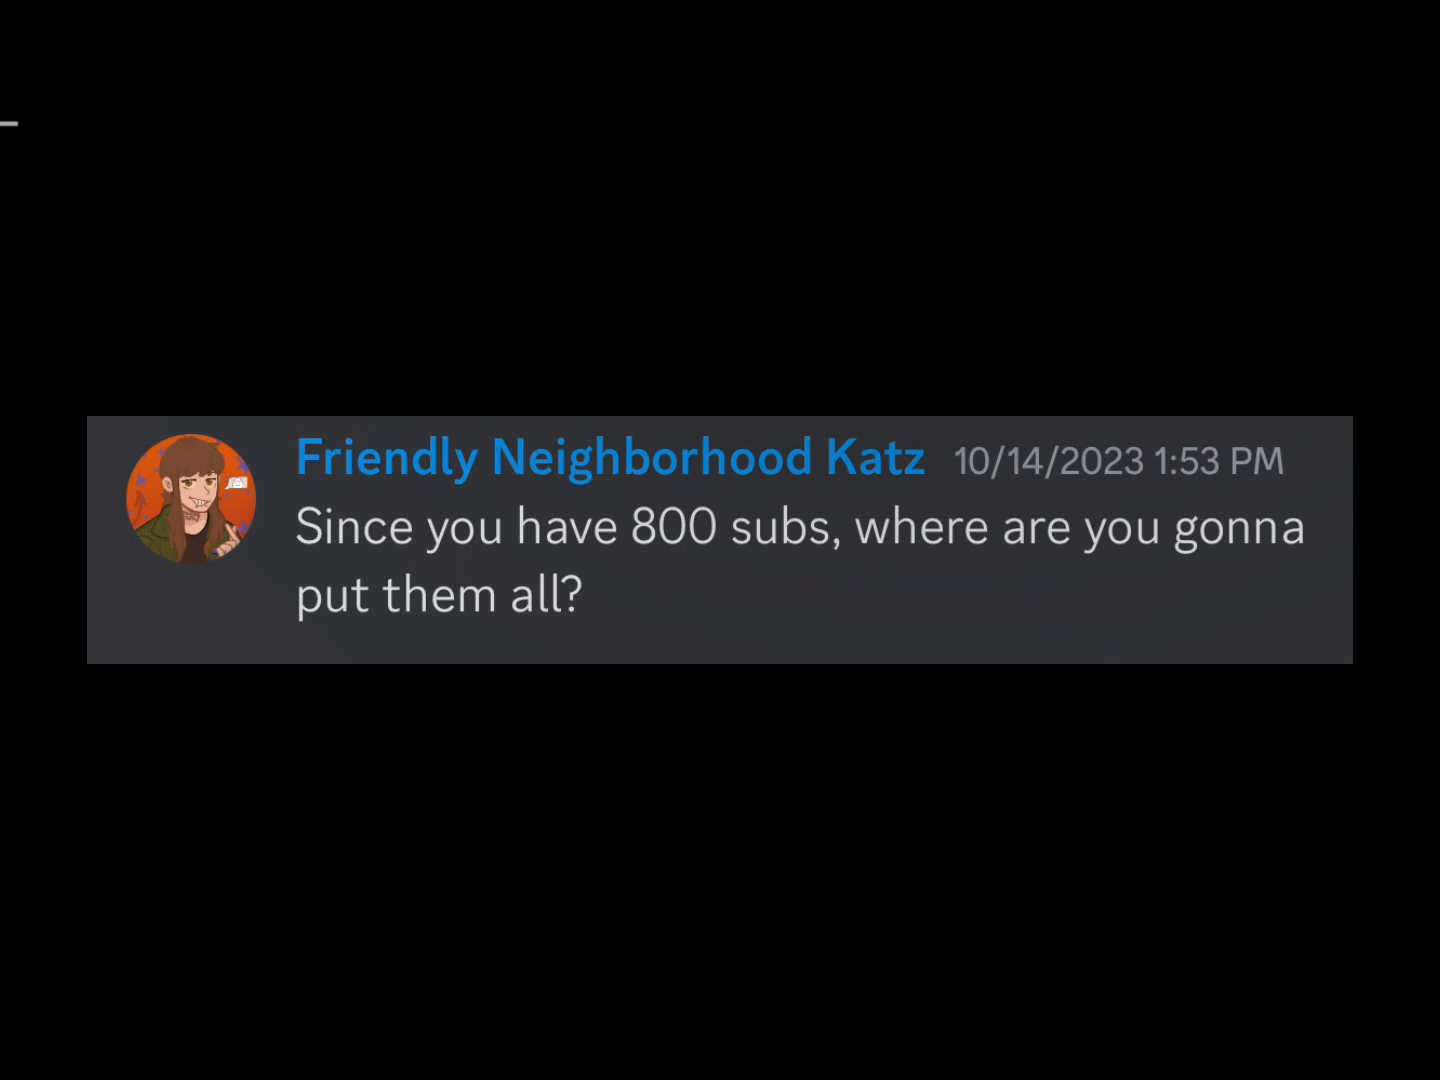 Friendly Neighborhood Katz 10/14/2023 1:53 PM
Since you have 800 subs, where are you gonna
put them all?